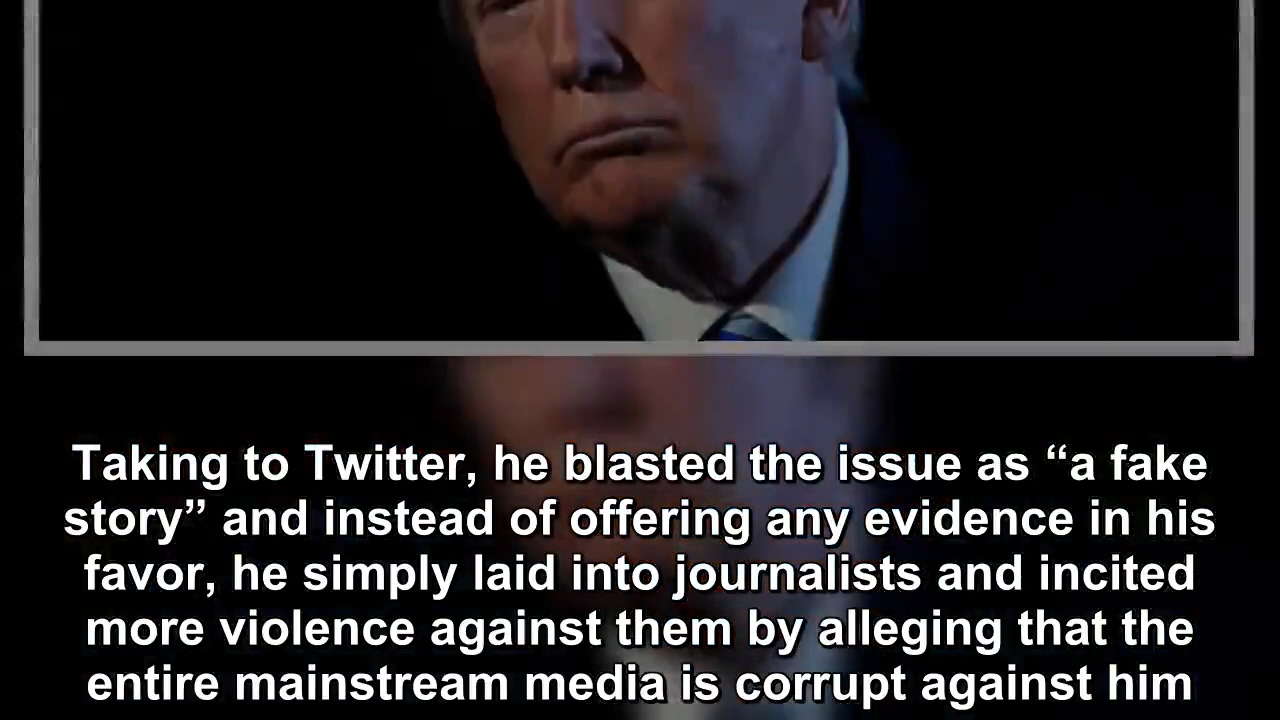 Taking to Twitter, he blasted the issue as “a fake
story” and instead of offering any evidence in his
favor, he simply laid into journalists and incited
more violence against them by alleging that the
entire mainstream media is corrupt against him